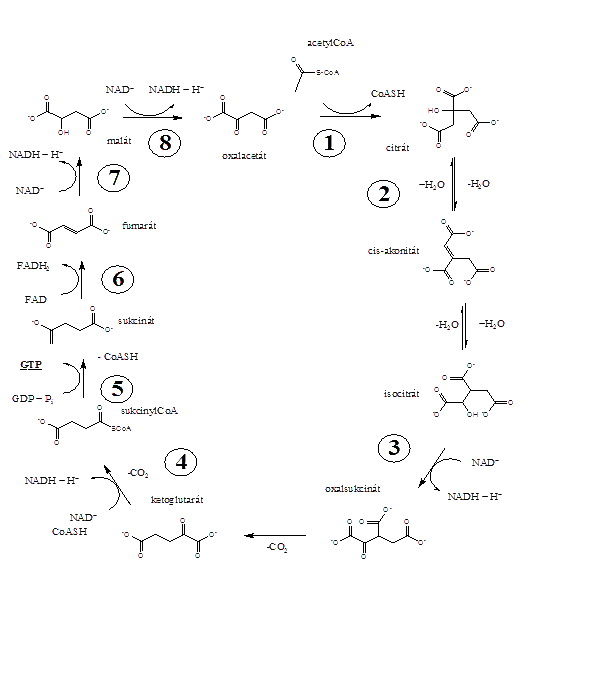 acetylCoA
O
S-CoA
NAD⁺ NADH – H⁺
CoASH
8
1
malát
oxalacetát
citrát
NADH – H⁺
7
NAD⁺
2
–H₂O -H₂O
fumarát
cis-akonitát
FADH₂
6
FAD
sukcinát
-H₂O –H₂O
- CoASH
GTP
5
GDP – Pᵢ
isocitrát
sukcinylCoA
SCoA
3
4
-CO₂
NAD⁺
NADH – H⁺
oxalsukcinát
NADH – H⁺
ketoglutarát
NAD⁺
CoASH
-CO₂